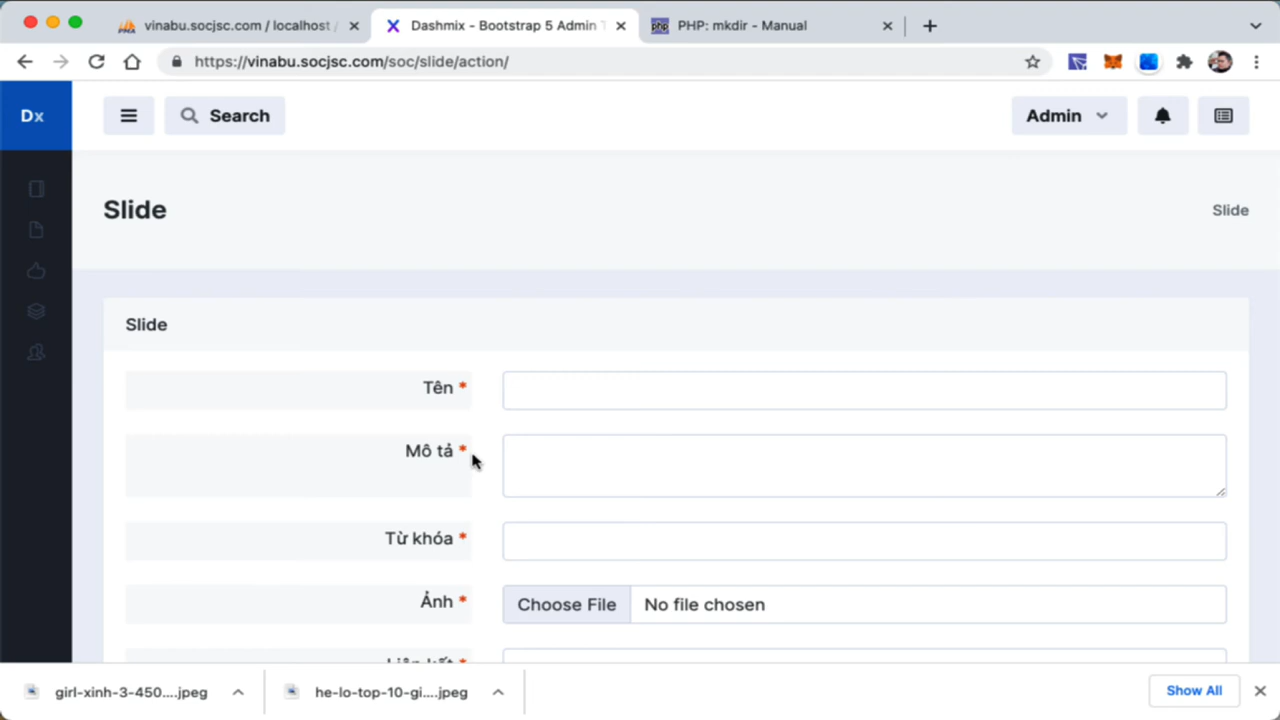 vinabu.socjsc.com / localhost /
Dashmix - Bootstrap 5 Admin T
PHP: mkdir - Manual
https://vinabu.socjsc.com/soc/slide/action/
Dx
Search
Admin
Slide
Slide
Slide
Tên *
Mô tả *
Từ khóa *
Ảnh *
Choose File No file chosen
Liên kết *
girl-xinh-3-450....jpeg
he-lo-top-10-gi....jpeg
Show All